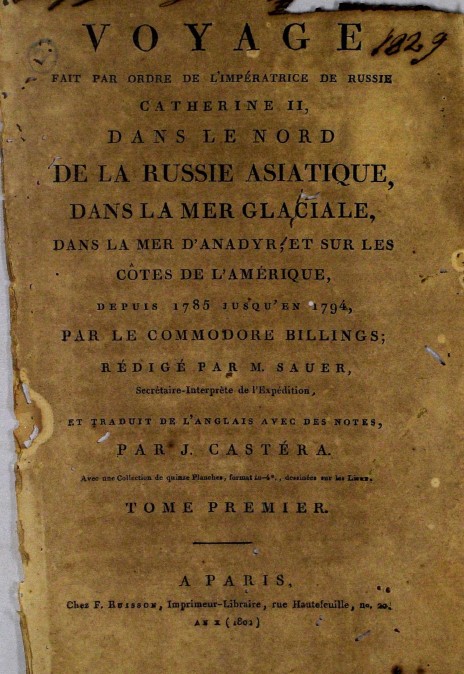 VOYAGE
1829
FAIT PAR ORDRE DE L'IMPÉRATRICE DE RUSSIE
CATHERINE II,
DANS LE NORD
DE LA RUSSIE ASIATIQUE,
DANS LA MER GLACIALE,
DANS LA MER D'ANADYR, ET SUR LES
CÔTES DE L'AMÉRIQUE,
DEPUIS 1785 JUSQU'EN 1794,
PAR LE COMMODORE BILLINGS;
RÉDIGÉ PAR M. SAUER,
Secrétaire-Interprète de l'Expédition,
ET TRADUIT DE L'ANGLAIS AVEC DES NOTES,
PAR J. CASTÉRA.
Avec une Collection de quinze Planches, format in-4°., dessinées sur les Lieux.
TOME PREMIER.
A PARIS,
Chez F. BUISSON, Imprimeur-Libraire, rue Hautefeuille, no. 20.
AN X (1802)